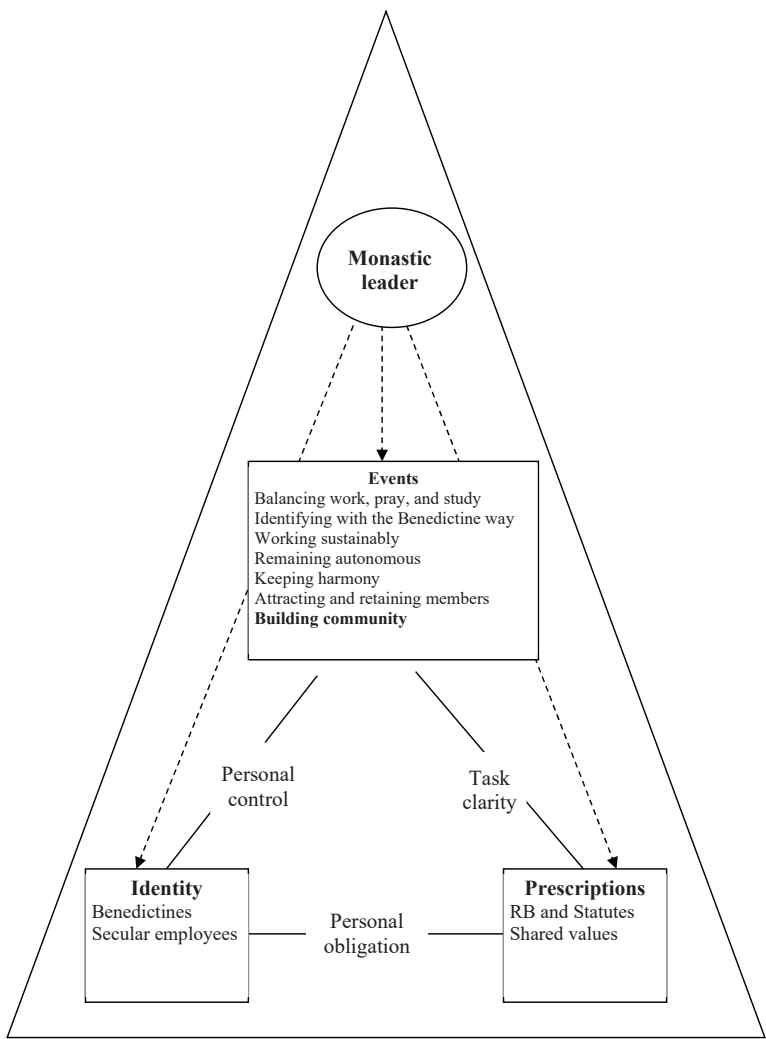 Monastic
leader
Events
Balancing work, pray, and study
Identifying with the Benedictine way
Working sustainably
Remaining autonomous
Keeping harmony
Attracting and retaining members
Building community
Personal
control
Task
clarity
Identity
Benedictines
Secular employees
Personal
obligation
Prescriptions
RB and Statutes
Shared values